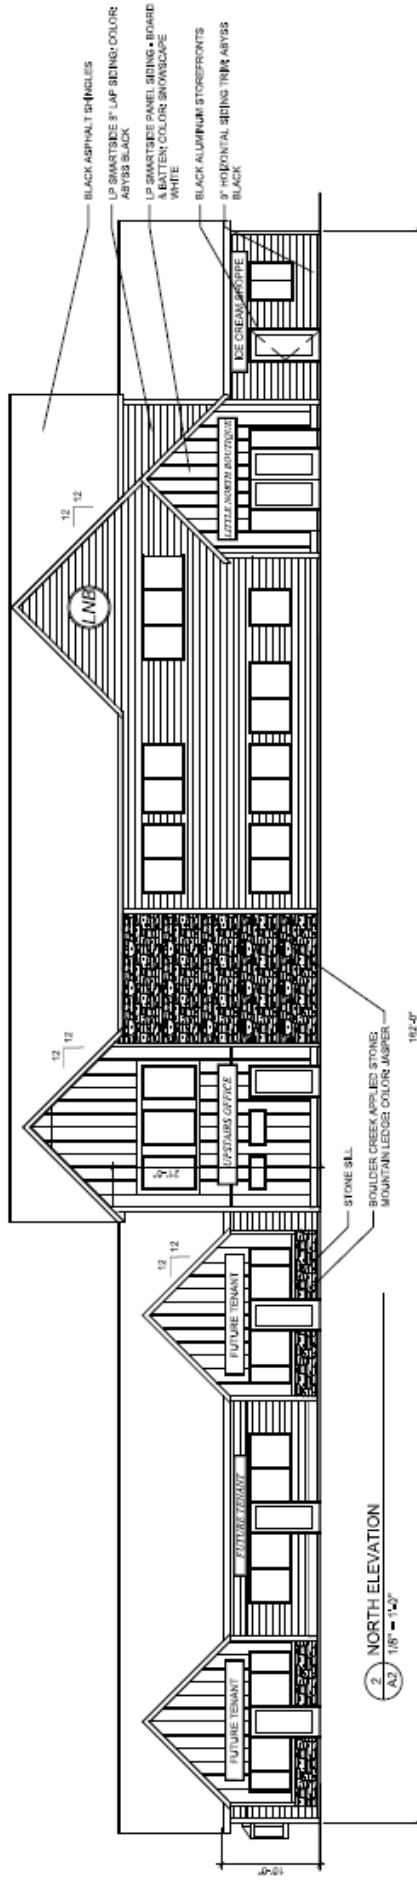 BLACK ASPHALT SHINGLES
LP SMARTSIDE 8" LAP SIDING; COLOR:
ABYSS BLACK
LP SMARTSIDE PANEL SIDING - BOARD
& BATTEN; COLOR: SNOWSCAPE
WHITE
BLACK ALUMINUM STOREFRONTS
9" HORIZONTAL SIDING TRIM; ABYSS
BLACK
12
12
12
12
12
12
LNB
FUTURE TENANT
FUTURE TENANT
FUTURE TENANT
UPSTAIRS OFFICE
LITTLE NORTH BOUTIQUE
ICE CREAM SHOPPE
STONE SILL
BOULDER CREEK APPLIED STONE;
MOUNTAIN LEDGE; COLOR: JASPER
10'-0"
162'-0"
2
A2
NORTH ELEVATION
1/8" = 1'-0"